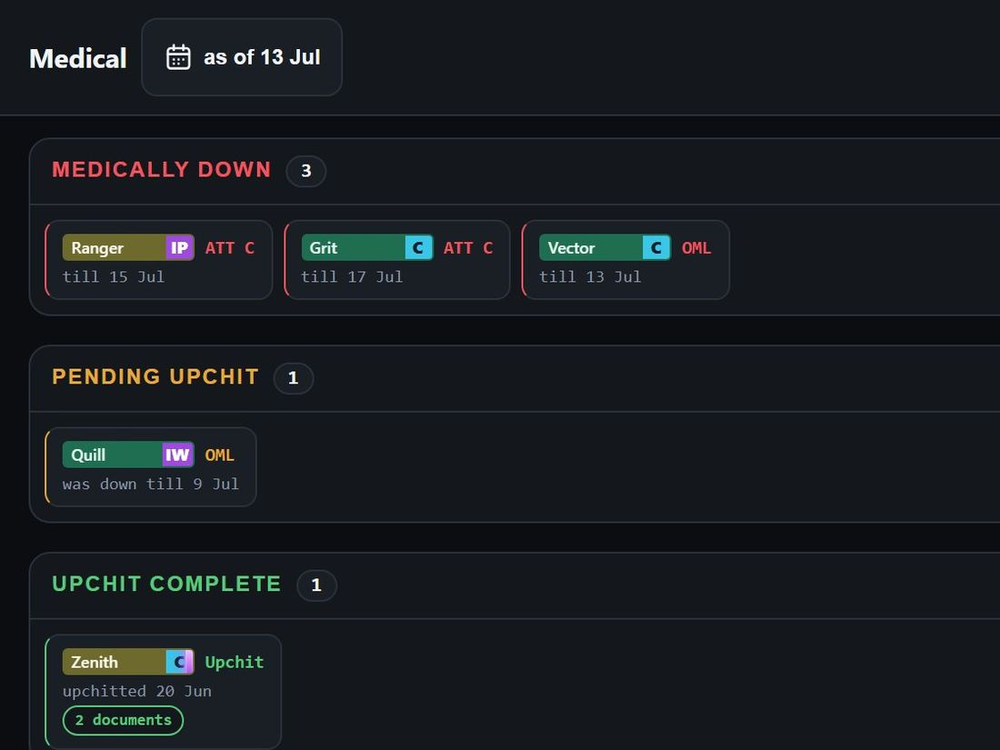 Medical as of 13 Jul
MEDICALLY DOWN 3
Ranger IP ATT C
till 15 Jul
Grit C ATT C
till 17 Jul
Vector C OML
till 13 Jul
PENDING UPCHIT 1
Quill IW OML
was down till 9 Jul
UPCHIT COMPLETE 1
Zenith C Upchit
upchitted 20 Jun
2 documents